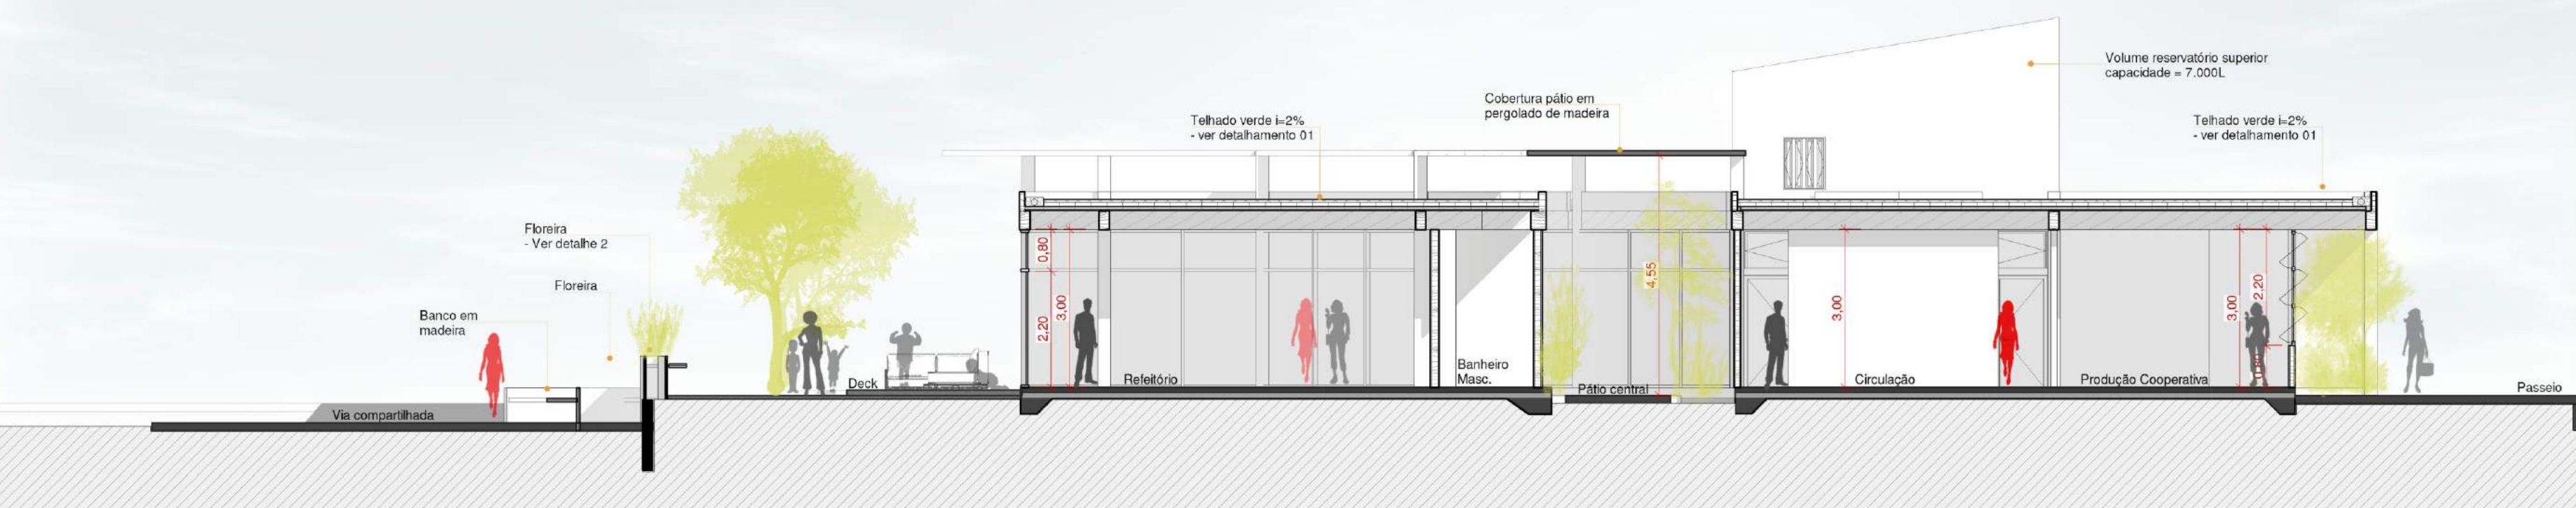 Volume reservatório superior
capacidade = 7.000L
Cobertura pátio em
pergolado de madeira
Telhado verde i=2%
- ver detalhamento 01
Telhado verde i=2%
- ver detalhamento 01
Floreira
- Ver detalhe 2
Floreira
Banco em
madeira
0,80
3,00
2,20
4,55
3,00
3,00
2,20
Via compartilhada
Deck
Refeitório
Banheiro
Masc.
Pátio central
Circulação
Produção Cooperativa
Passeio